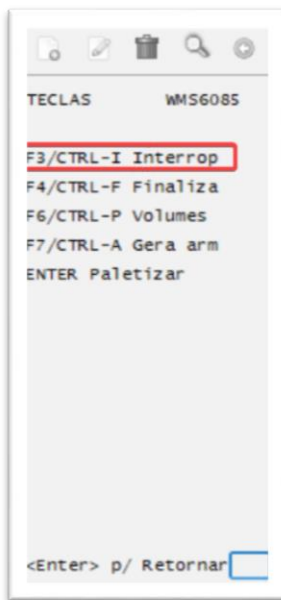 TECLAS WMS6085
F3/CTRL-I Interrop
F4/CTRL-F Finaliza
F6/CTRL-P Volumes
F7/CTRL-A Gera arm
ENTER Paletizar
<Enter> p/ Retornar